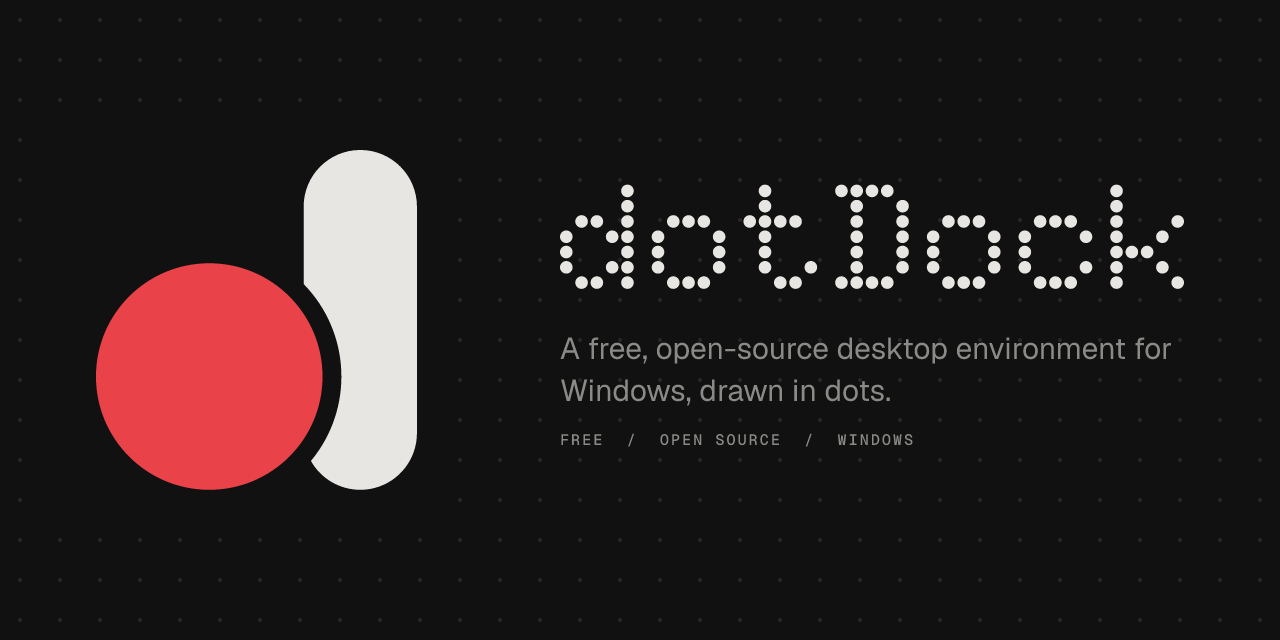 dotDock
A free, open-source desktop environment for
Windows, drawn in dots.
FREE / OPEN SOURCE / WINDOWS